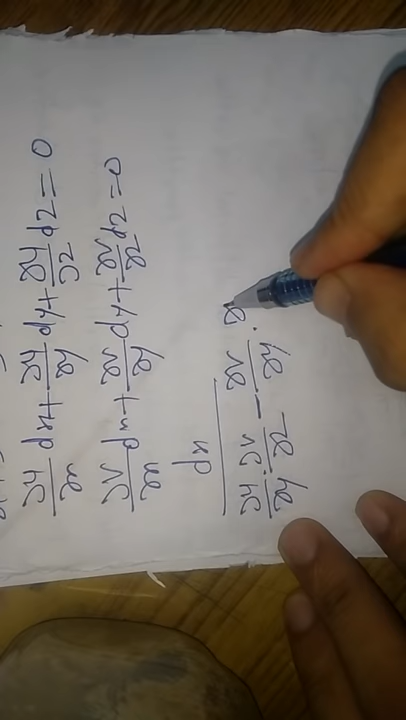 ∂u/∂x dx + ∂u/∂y dy + ∂u/∂z dz = 0
∂v/∂x dx + ∂v/∂y dy + ∂v/∂z dz = 0
dx
∂u/∂y · ∂v/∂z − ∂v/∂y · ∂